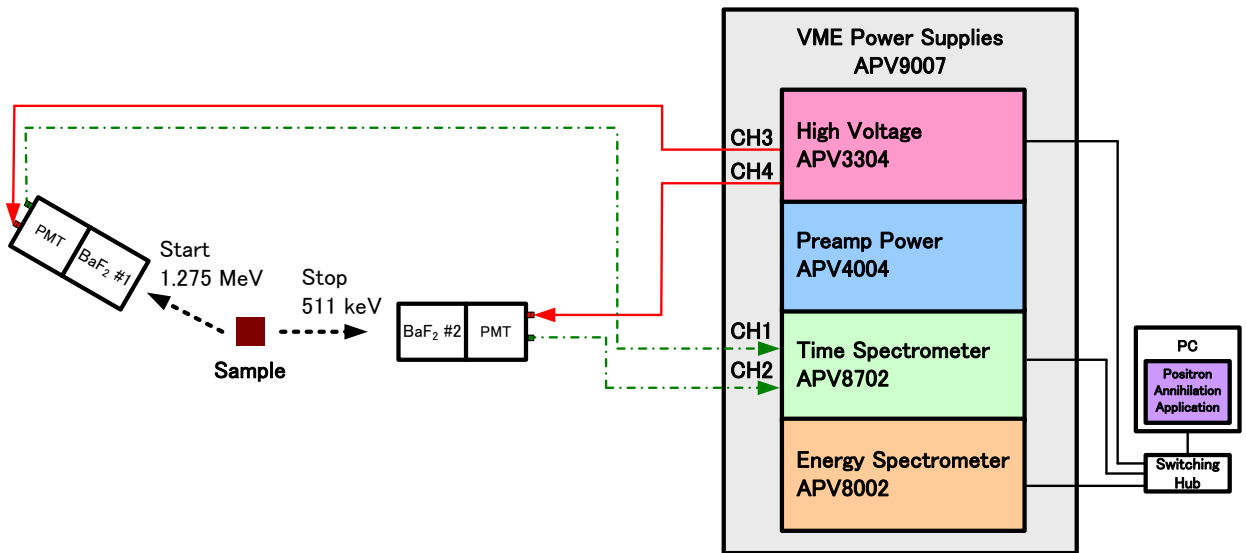 VME Power Supplies
APV9007
High Voltage
APV3304
CH3
CH4
Preamp Power
APV4004
CH1
CH2
Time Spectrometer
APV8702
Energy Spectrometer
APV8002
PMT
BaF₂ #1
Start
1.275 MeV
Stop
511 keV
Sample
BaF₂ #2
PMT
PC
Positron
Annihilation
Application
Switching
Hub